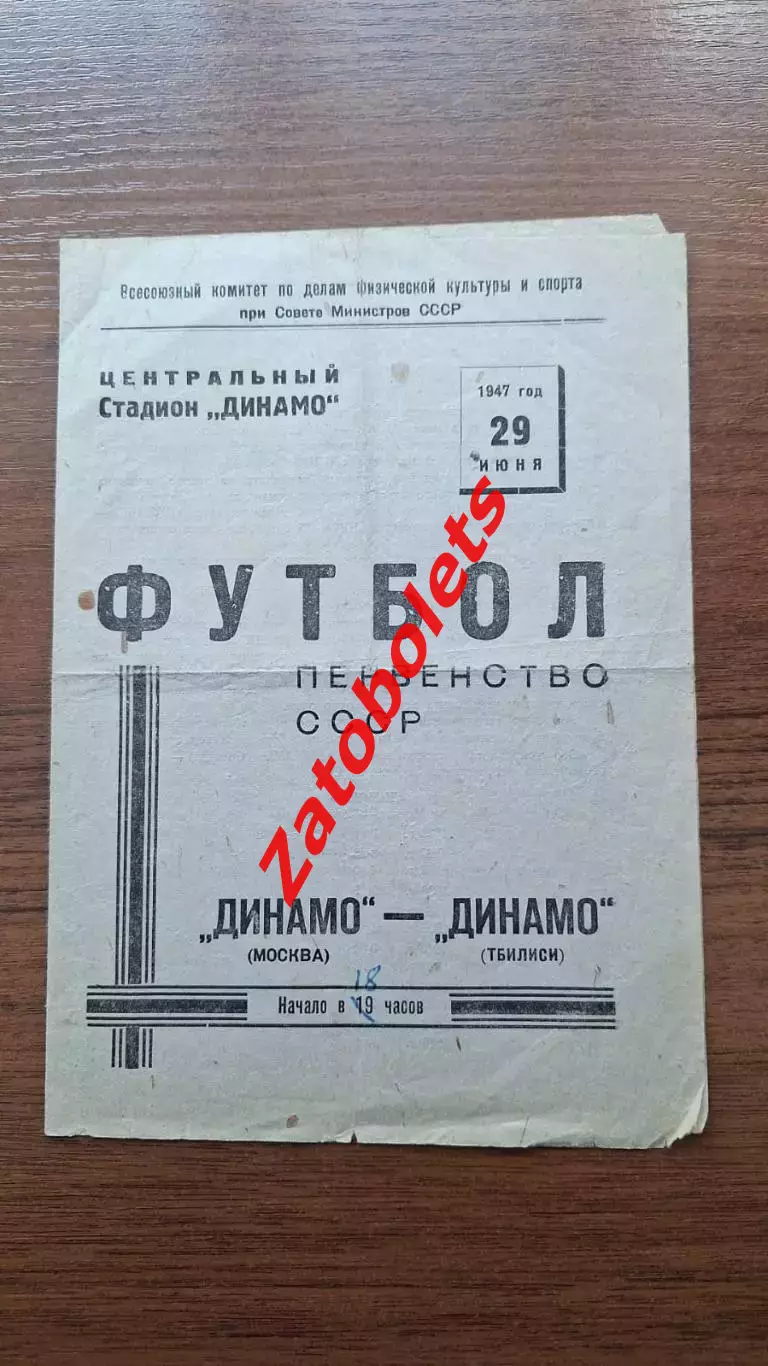 Всесоюзный комитет по делам физической культуры и спорта
при Совете Министров СССР
ЦЕНТРАЛЬНЫЙ
Стадион „ДИНАМО“
1947 год
29
ИЮНЯ
ФУТБОЛ
ПЕРВЕНСТВО
СССР
Zatobolets
„ДИНАМО“ — „ДИНАМО“
(МОСКВА) (ТБИЛИСИ)
18
Начало в 19 часов